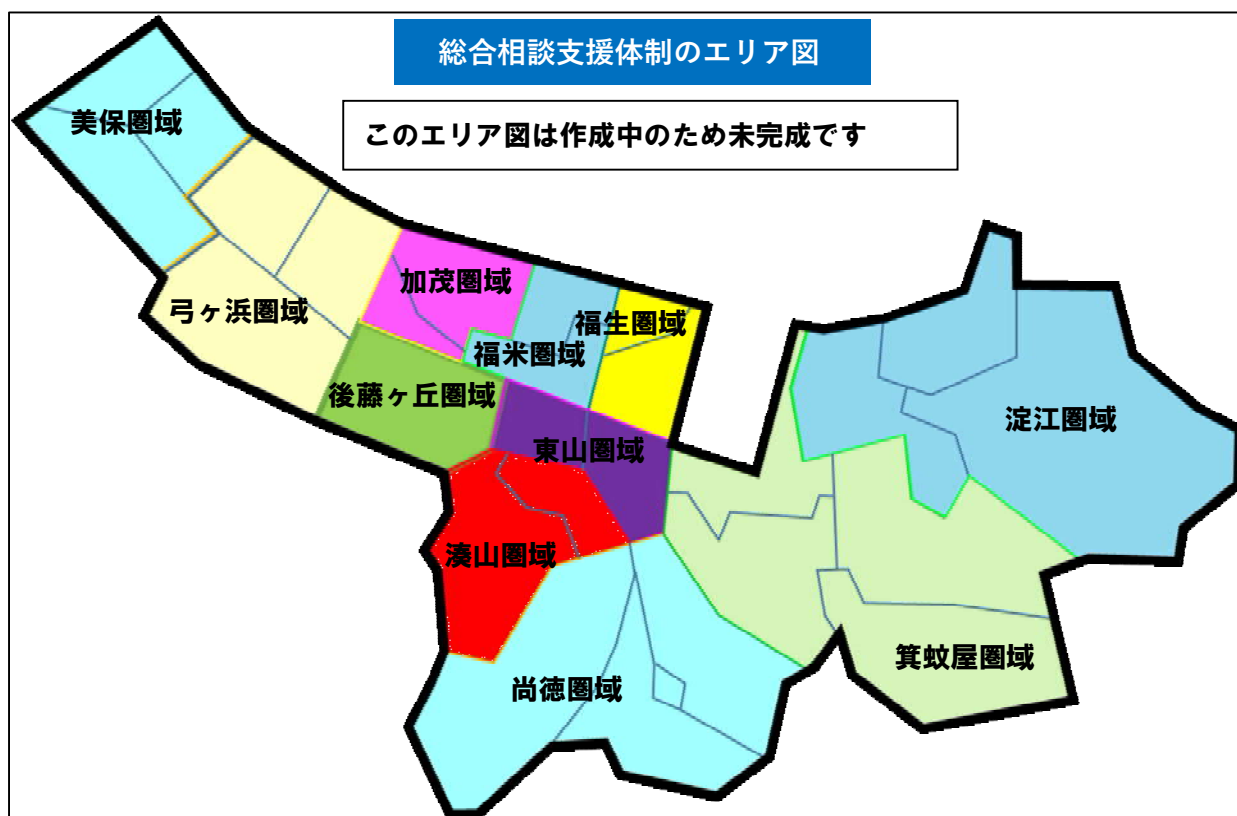 総合相談支援体制のエリア図
このエリア図は作成中のため未完成です
美保圏域
弓ヶ浜圏域
加茂圏域
福生圏域
福米圏域
後藤ヶ丘圏域
東山圏域
淀江圏域
湊山圏域
箕蚊屋圏域
尚徳圏域